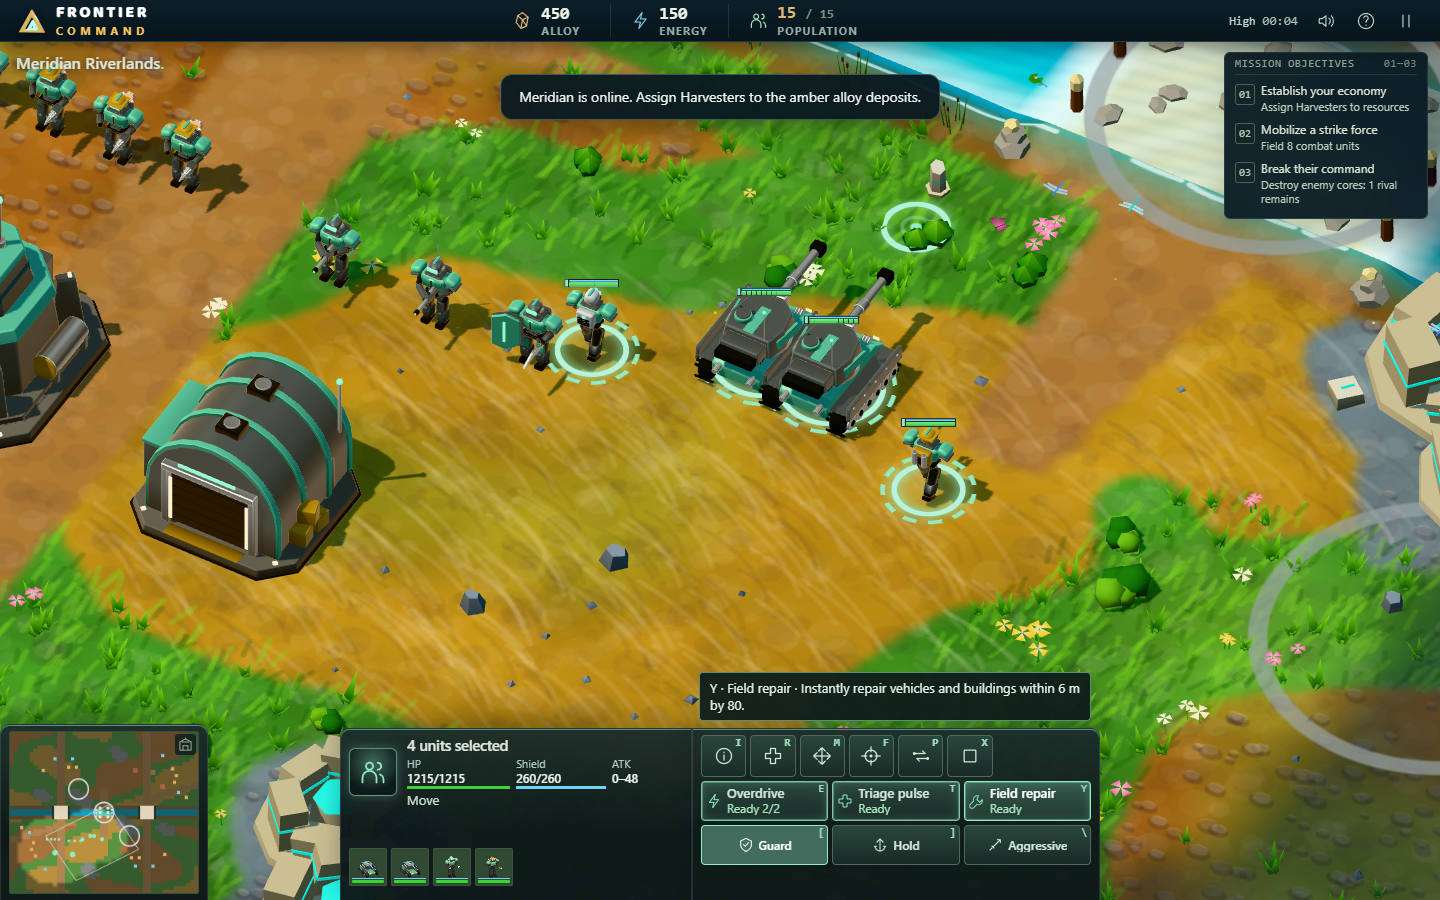 FRONTIER
COMMAND
450
ALLOY
150
ENERGY
15 / 15
POPULATION
High 00:04
Meridian Riverlands.
Meridian is online. Assign Harvesters to the amber alloy deposits.
MISSION OBJECTIVES 01—03
01 Establish your economy
Assign Harvesters to resources
02 Mobilize a strike force
Field 8 combat units
03 Break their command
Destroy enemy cores: 1 rival
remains
Y · Field repair · Instantly repair vehicles and buildings within 6 m
by 80.
4 units selected
HP Shield ATK
1215/1215 260/260 0–48
Move
I R M F P X
Overdrive E
Ready 2/2
Triage pulse T
Ready
Field repair Y
Ready
Guard [
Hold ]
Aggressive \